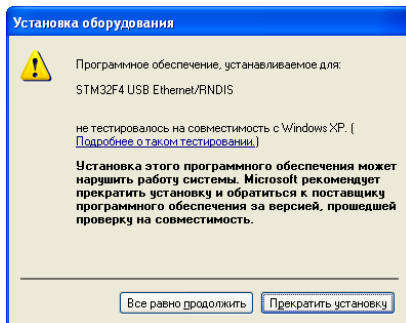 Установка оборудования
Программное обеспечение, устанавливаемое для:
STM32F4 USB Ethernet/RNDIS
не тестировалось на совместимость с Windows XP. (
Подробнее о таком тестировании.)
Установка этого программного обеспечения может
нарушить работу системы. Microsoft рекомендует
прекратить установку и обратиться к поставщику
программного обеспечения за версией, прошедшей
проверку на совместимость.
Все равно продолжить
Прекратить установку